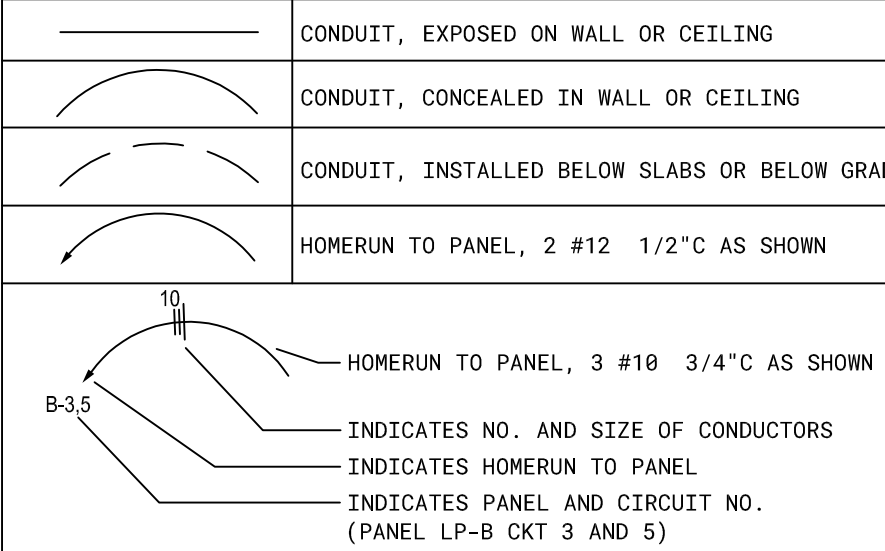 CONDUIT, EXPOSED ON WALL OR CEILING
CONDUIT, CONCEALED IN WALL OR CEILING
CONDUIT, INSTALLED BELOW SLABS OR BELOW
HOMERUN TO PANEL, 2 #12 1/2"C AS SHOWN
10
HOMERUN TO PANEL, 3 #10 3/4"C AS SHOWN
B-3,5
INDICATES NO. AND SIZE OF CONDUCTORS
INDICATES HOMERUN TO PANEL
INDICATES PANEL AND CIRCUIT NO.
(PANEL LP-B CKT 3 AND 5)